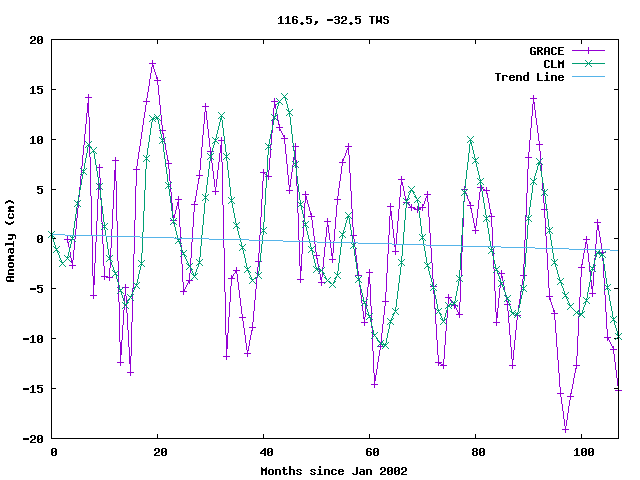 116.5, -32.5 TWS
GRACE
CLM
Trend Line
20
15
10
5
0
-5
-10
-15
-20
Anomaly (cm)
0 20 40 60 80 100
Months since Jan 2002